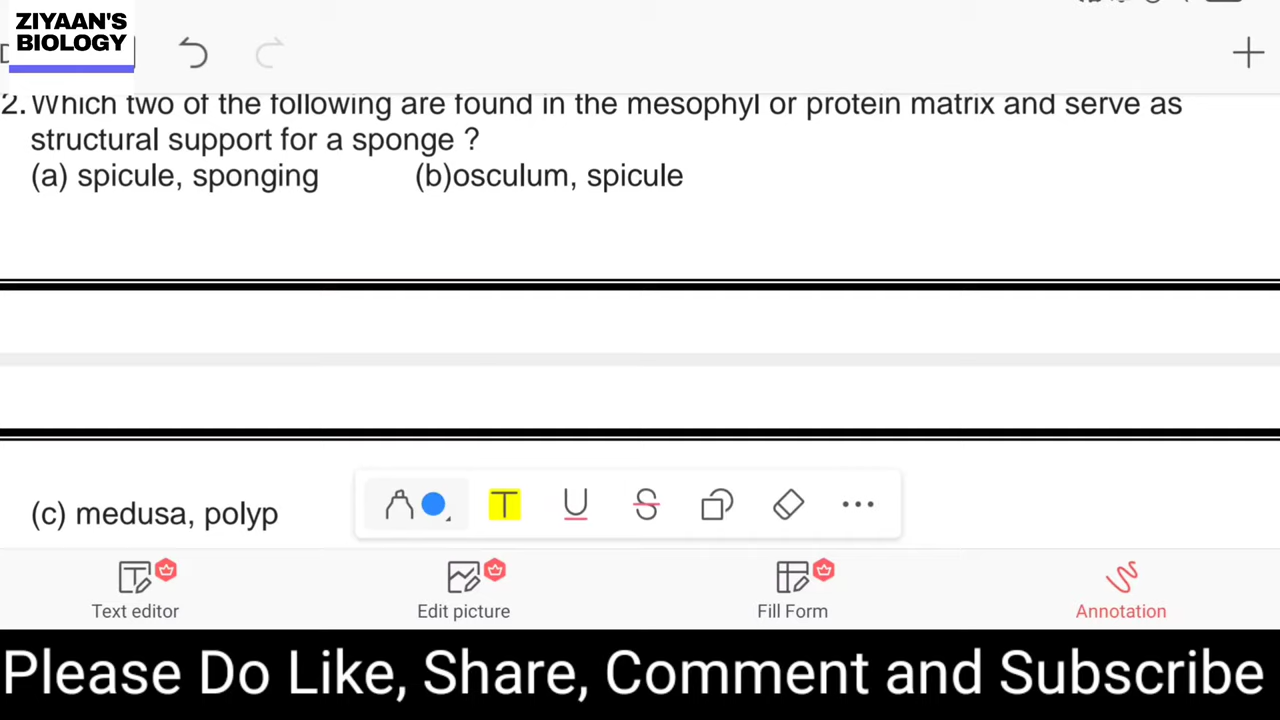 ZIYAAN'S
BIOLOGY
2. Which two of the following are found in the mesophyl or protein matrix and serve as
structural support for a sponge ?
(a) spicule, sponging (b)osculum, spicule
(c) medusa, polyp
T U S
Text editor Edit picture Fill Form Annotation
Please Do Like, Share, Comment and Subscribe